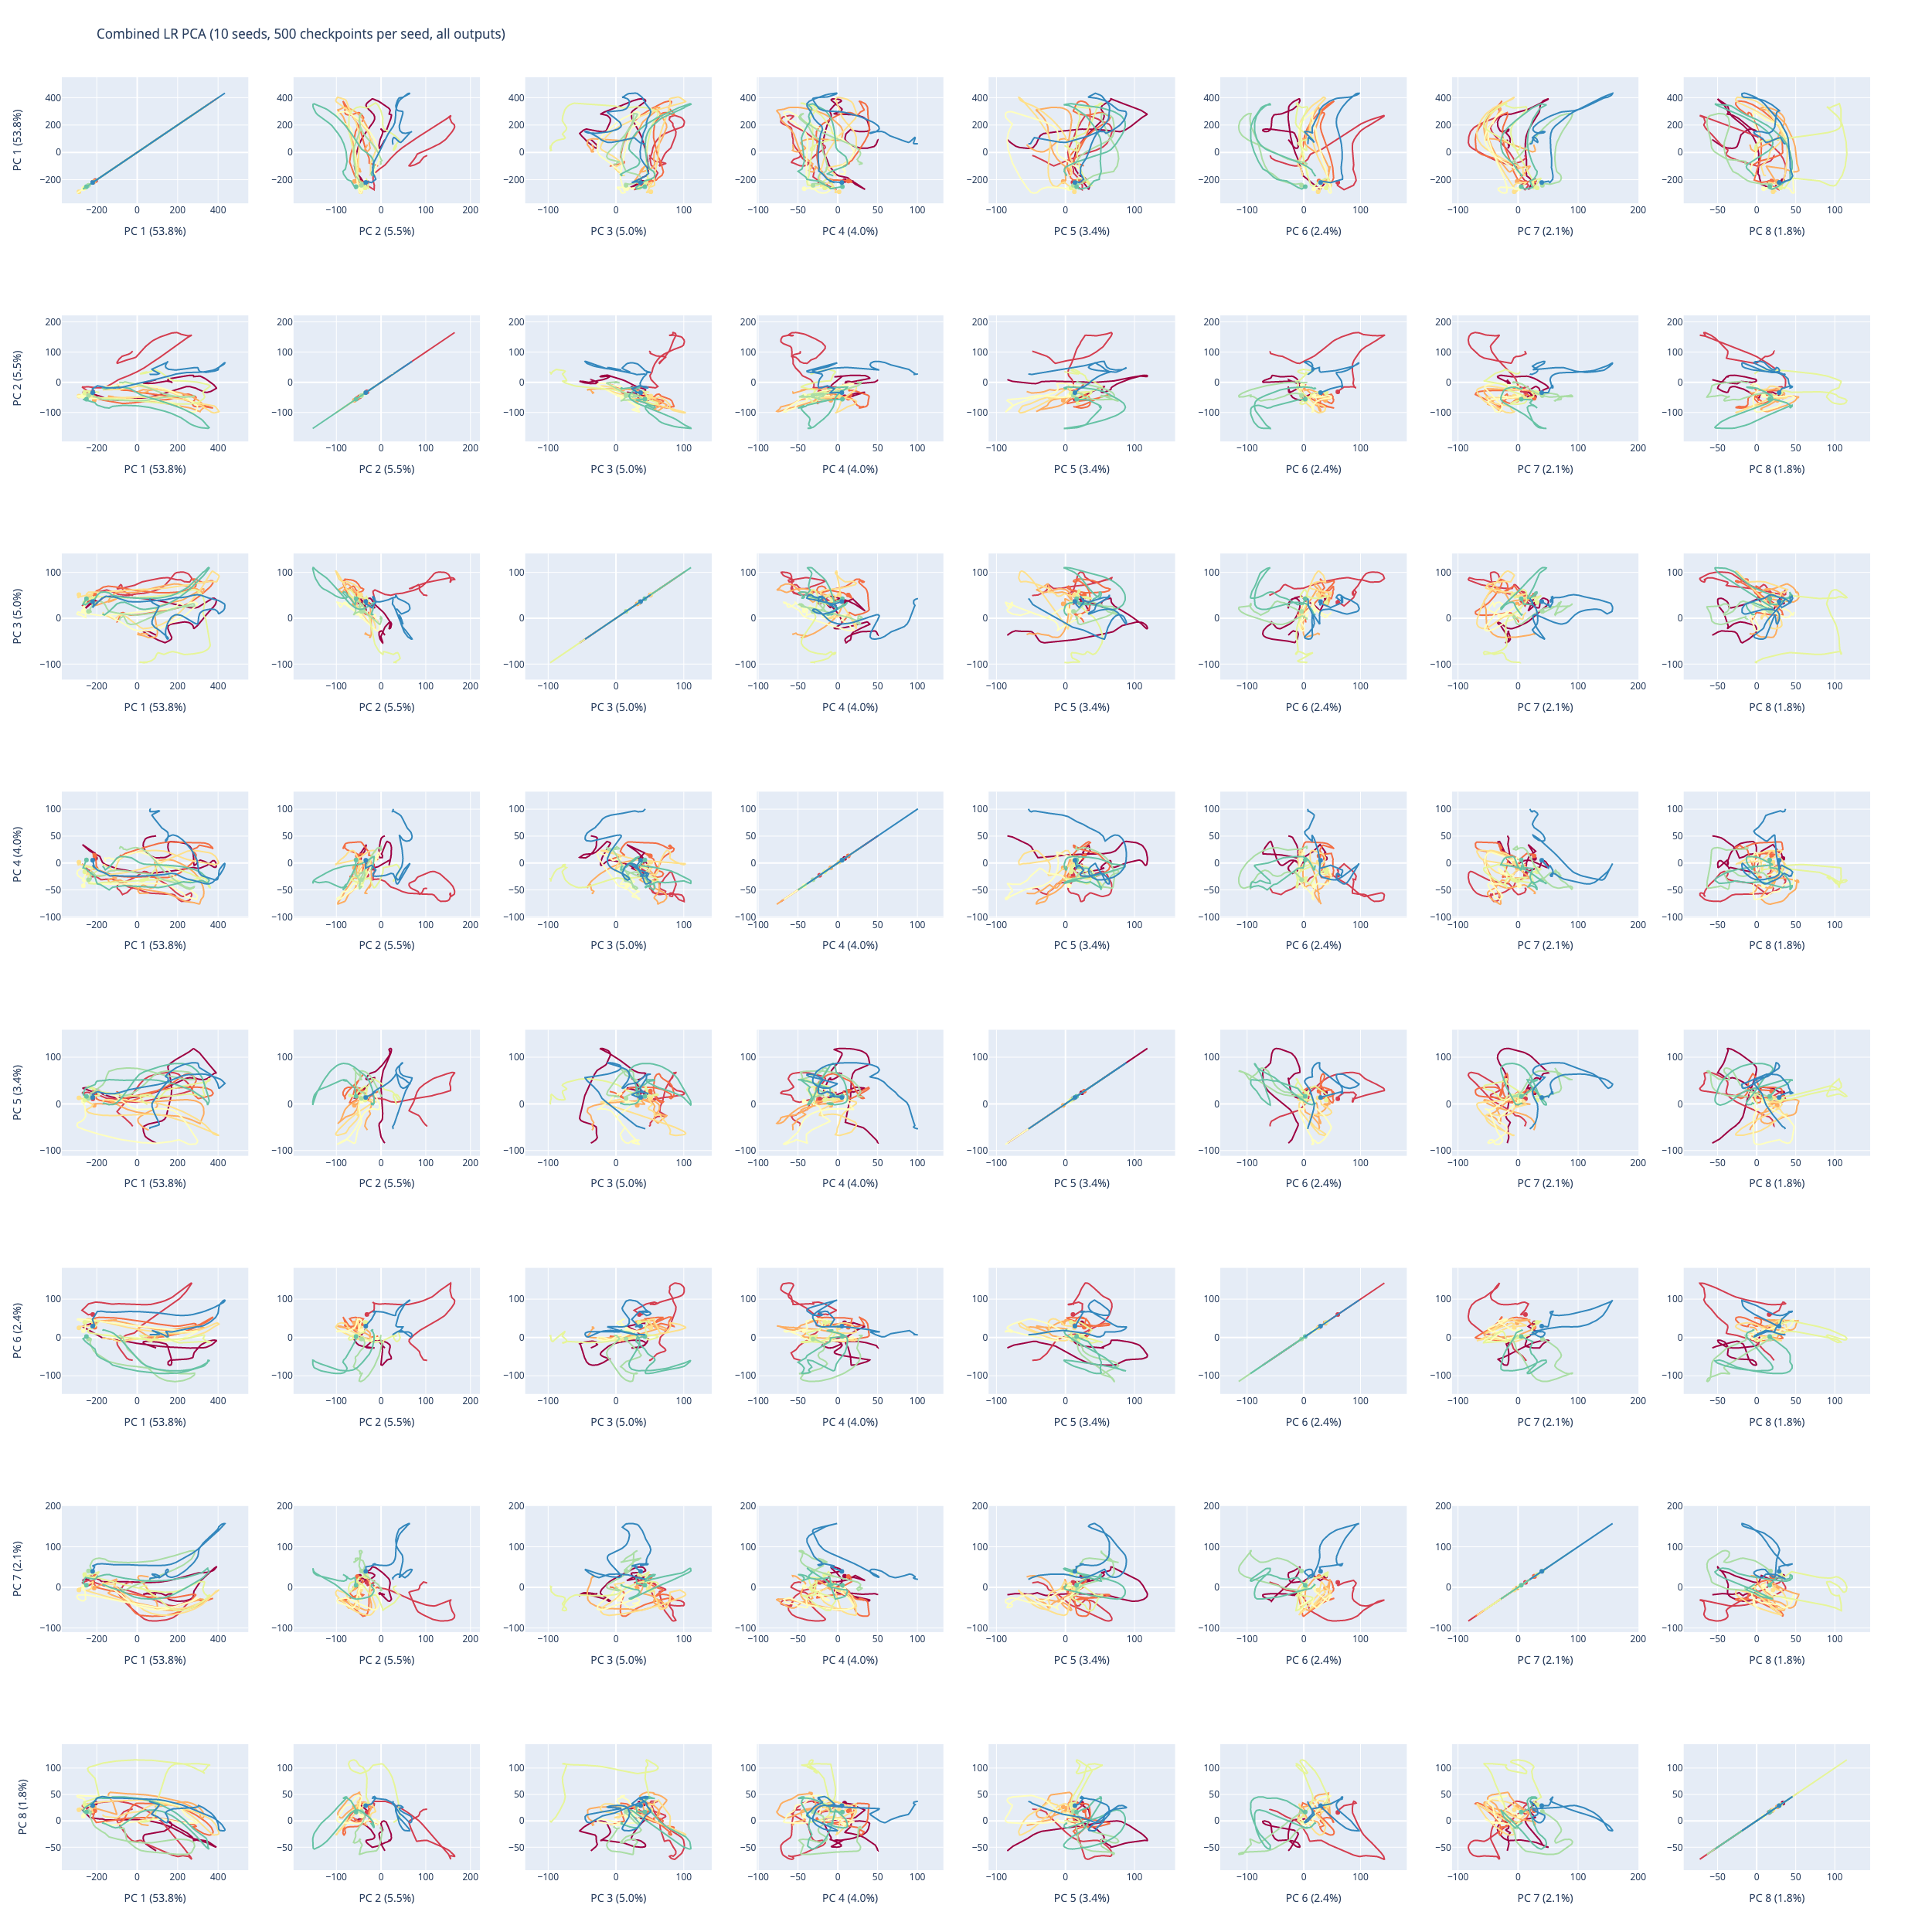 Combined LR PCA (10 seeds, 500 checkpoints per seed, all outputs)
PC 1 (53.8%)
400 400 400 400 400 400 400 400
200 200 200 200 200 200 200 200
0 0 0 0 0 0 0 0
−200 −200 −200 −200 −200 −200 −200 −200
−200 0 200 400 −100 0 100 200 −100 0 100 −100 −50 0 50 100 −100 0 100 −100 0 100 −100 0 100 200 −50 0 50 100
PC 1 (53.8%) PC 2 (5.5%) PC 3 (5.0%) PC 4 (4.0%) PC 5 (3.4%) PC 6 (2.4%) PC 7 (2.1%) PC 8 (1.8%)
PC 2 (5.5%)
200 200 200 200 200 200 200 200
100 100 100 100 100 100 100 100
0 0 0 0 0 0 0 0
−100 −100 −100 −100 −100 −100 −100 −100
−200 0 200 400 −100 0 100 200 −100 0 100 −100 −50 0 50 100 −100 0 100 −100 0 100 −100 0 100 200 −50 0 50 100
PC 1 (53.8%) PC 2 (5.5%) PC 3 (5.0%) PC 4 (4.0%) PC 5 (3.4%) PC 6 (2.4%) PC 7 (2.1%) PC 8 (1.8%)
PC 3 (5.0%)
100 100 100 100 100 100 100 100
0 0 0 0 0 0 0 0
−100 −100 −100 −100 −100 −100 −100 −100
−200 0 200 400 −100 0 100 200 −100 0 100 −100 −50 0 50 100 −100 0 100 −100 0 100 −100 0 100 200 −50 0 50 100
PC 1 (53.8%) PC 2 (5.5%) PC 3 (5.0%) PC 4 (4.0%) PC 5 (3.4%) PC 6 (2.4%) PC 7 (2.1%) PC 8 (1.8%)
PC 4 (4.0%)
100 100 100 100 100 100 100 100
50 50 50 50 50 50 50 50
0 0 0 0 0 0 0 0
−50 −50 −50 −50 −50 −50 −50 −50
−100 −100 −100 −100 −100 −100 −100 −100
−200 0 200 400 −100 0 100 200 −100 0 100 −100 −50 0 50 100 −100 0 100 −100 0 100 −100 0 100 200 −50 0 50 100
PC 1 (53.8%) PC 2 (5.5%) PC 3 (5.0%) PC 4 (4.0%) PC 5 (3.4%) PC 6 (2.4%) PC 7 (2.1%) PC 8 (1.8%)
PC 5 (3.4%)
100 100 100 100 100 100 100 100
0 0 0 0 0 0 0 0
−100 −100 −100 −100 −100 −100 −100 −100
−200 0 200 400 −100 0 100 200 −100 0 100 −100 −50 0 50 100 −100 0 100 −100 0 100 −100 0 100 200 −50 0 50 100
PC 1 (53.8%) PC 2 (5.5%) PC 3 (5.0%) PC 4 (4.0%) PC 5 (3.4%) PC 6 (2.4%) PC 7 (2.1%) PC 8 (1.8%)
PC 6 (2.4%)
100 100 100 100 100 100 100 100
0 0 0 0 0 0 0 0
−100 −100 −100 −100 −100 −100 −100 −100
−200 0 200 400 −100 0 100 200 −100 0 100 −100 −50 0 50 100 −100 0 100 −100 0 100 −100 0 100 200 −50 0 50 100
PC 1 (53.8%) PC 2 (5.5%) PC 3 (5.0%) PC 4 (4.0%) PC 5 (3.4%) PC 6 (2.4%) PC 7 (2.1%) PC 8 (1.8%)
PC 7 (2.1%)
200 200 200 200 200 200 200 200
100 100 100 100 100 100 100 100
0 0 0 0 0 0 0 0
−100 −100 −100 −100 −100 −100 −100 −100
−200 0 200 400 −100 0 100 200 −100 0 100 −100 −50 0 50 100 −100 0 100 −100 0 100 −100 0 100 200 −50 0 50 100
PC 1 (53.8%) PC 2 (5.5%) PC 3 (5.0%) PC 4 (4.0%) PC 5 (3.4%) PC 6 (2.4%) PC 7 (2.1%) PC 8 (1.8%)
PC 8 (1.8%)
100 100 100 100 100 100 100 100
50 50 50 50 50 50 50 50
0 0 0 0 0 0 0 0
−50 −50 −50 −50 −50 −50 −50 −50
−200 0 200 400 −100 0 100 200 −100 0 100 −100 −50 0 50 100 −100 0 100 −100 0 100 −100 0 100 200 −50 0 50 100
PC 1 (53.8%) PC 2 (5.5%) PC 3 (5.0%) PC 4 (4.0%) PC 5 (3.4%) PC 6 (2.4%) PC 7 (2.1%) PC 8 (1.8%)